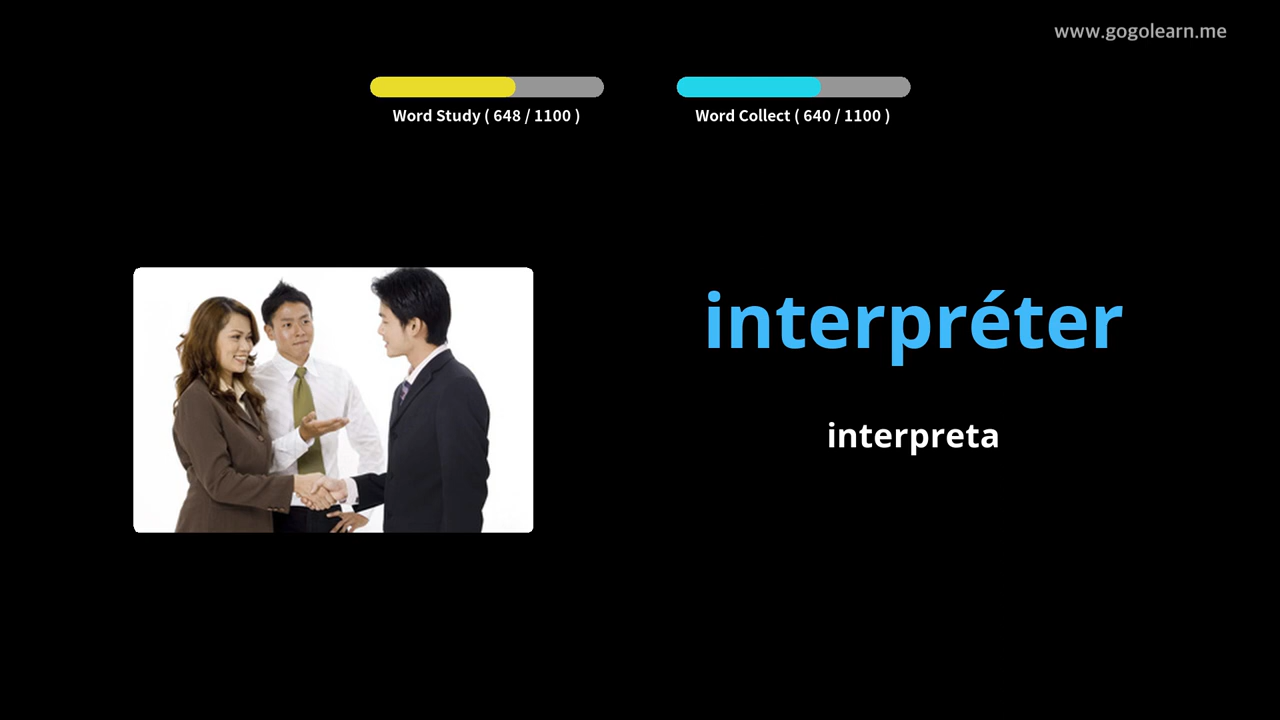 www.gogolearn.me
Word Study ( 648 / 1100 )
Word Collect ( 640 / 1100 )
interpréter
interpreta